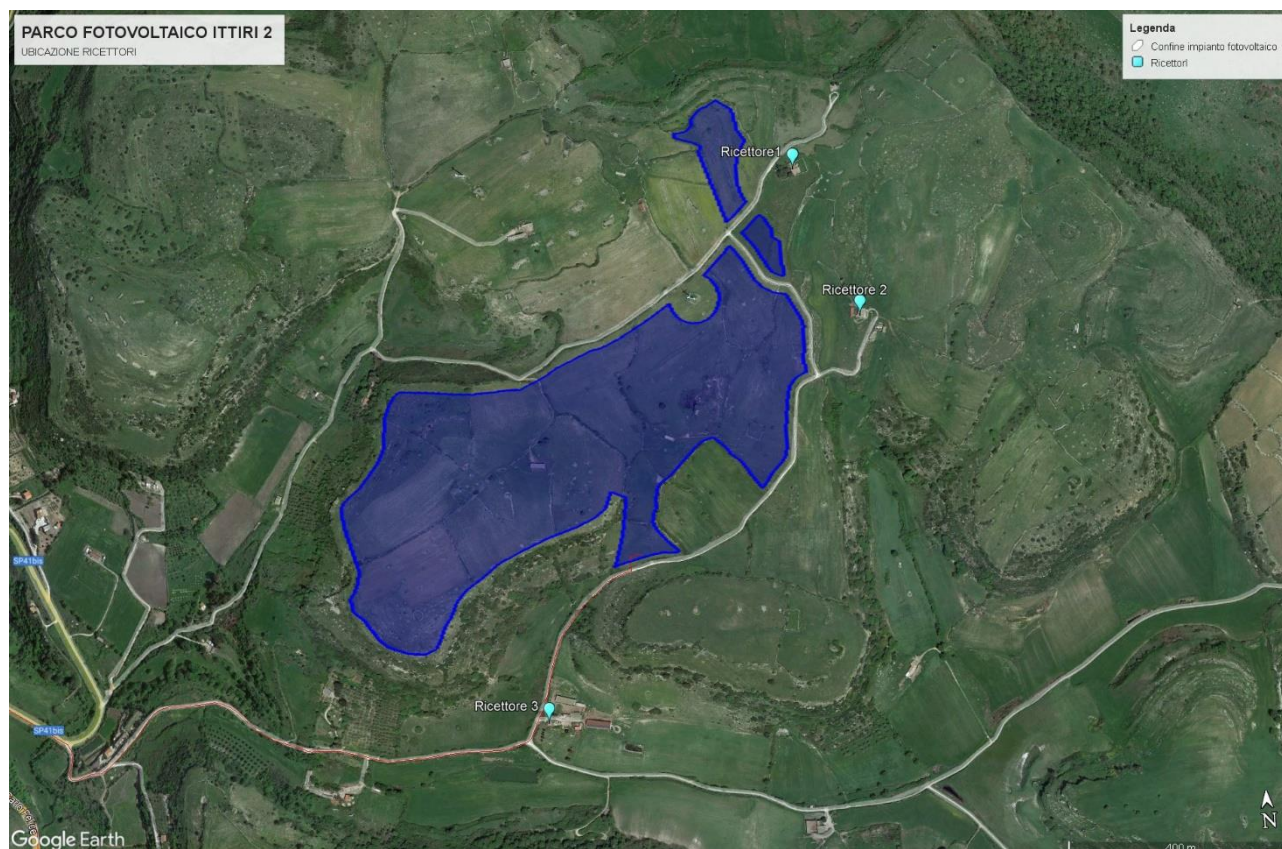 PARCO FOTOVOLTAICO ITTIRI 2
UBICAZIONE RICETTORI
Legenda
Confine impianto fotovoltaico
Ricettori
Ricettore1
Ricettore 2
SP41bis
Ricettore 3
SP41bis
N
Google Earth
400 m